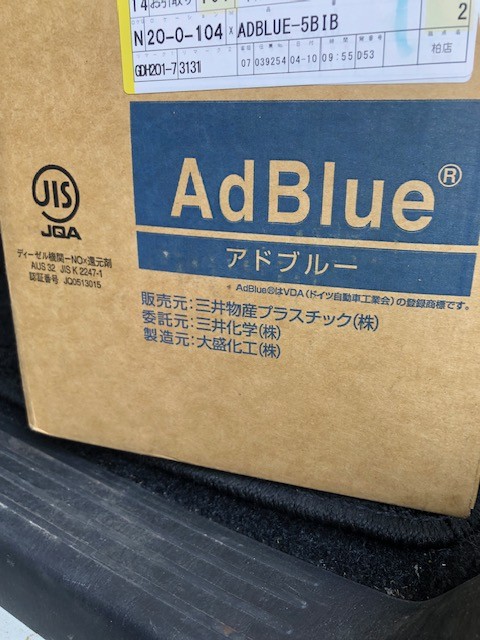 14 お引取り
2
N 20-0-104 × ADBLUE-5BIB
柏店
GDH201-7 3131 07 039254 04-10 09:55 D53
AdBlue®
アドブルー
JIS
JQA
ディーゼル機関-NOx還元剤
AUS 32 JIS K 2247-1
認証番号 JQ0513015
AdBlue®はVDA(ドイツ自動車工業会)の登録商標です。
販売元:三井物産プラスチック(株)
委託元:三井化学(株)
製造元:大盛化工(株)